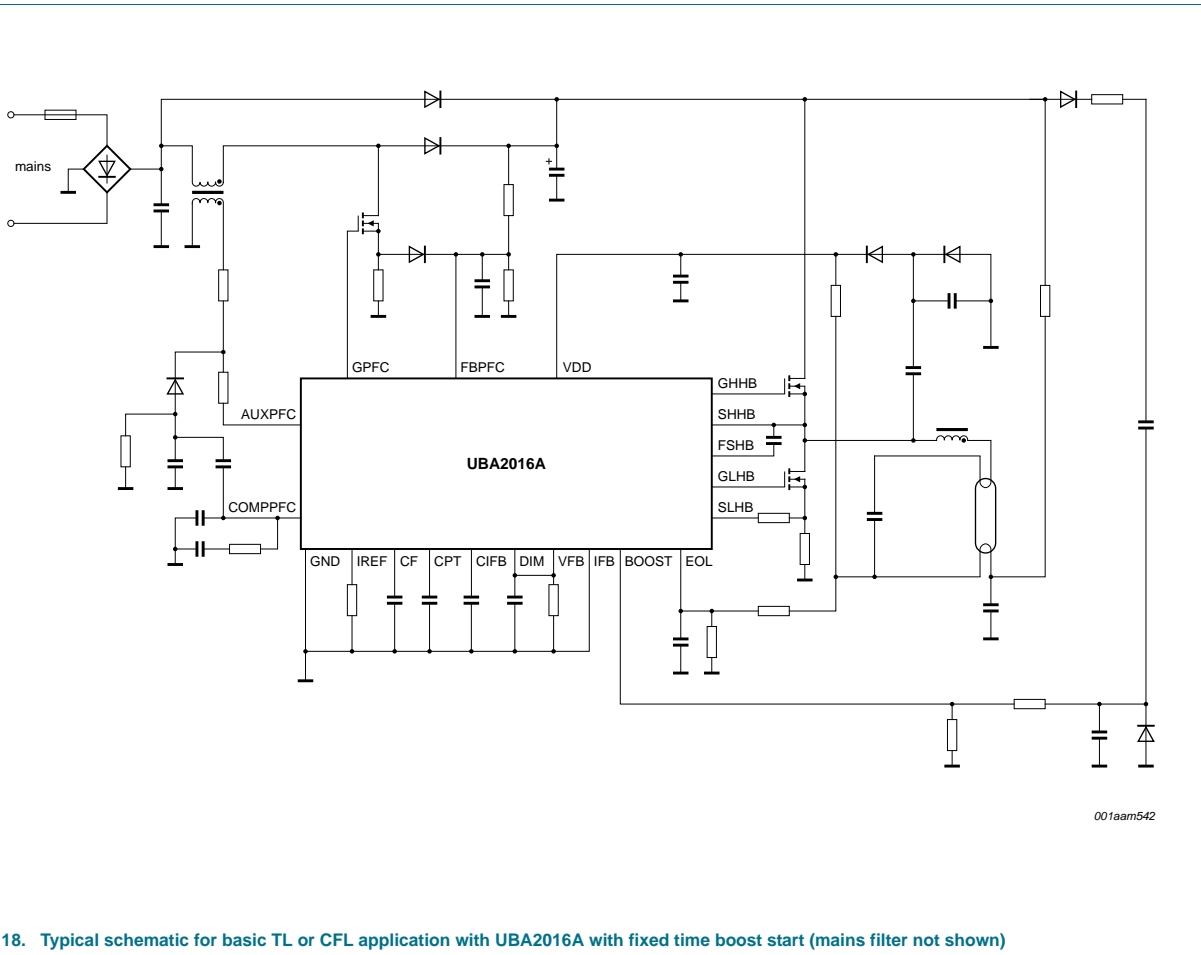 mains
+
GPFC FBPFC VDD
GHHB
AUXPFC SHHB
FSHB
UBA2016A
GLHB
COMPPFC SLHB
GND IREF CF CPT CIFB DIM VFB IFB BOOST EOL
001aam542
18. Typical schematic for basic TL or CFL application with UBA2016A with fixed time boost start (mains filter not shown)